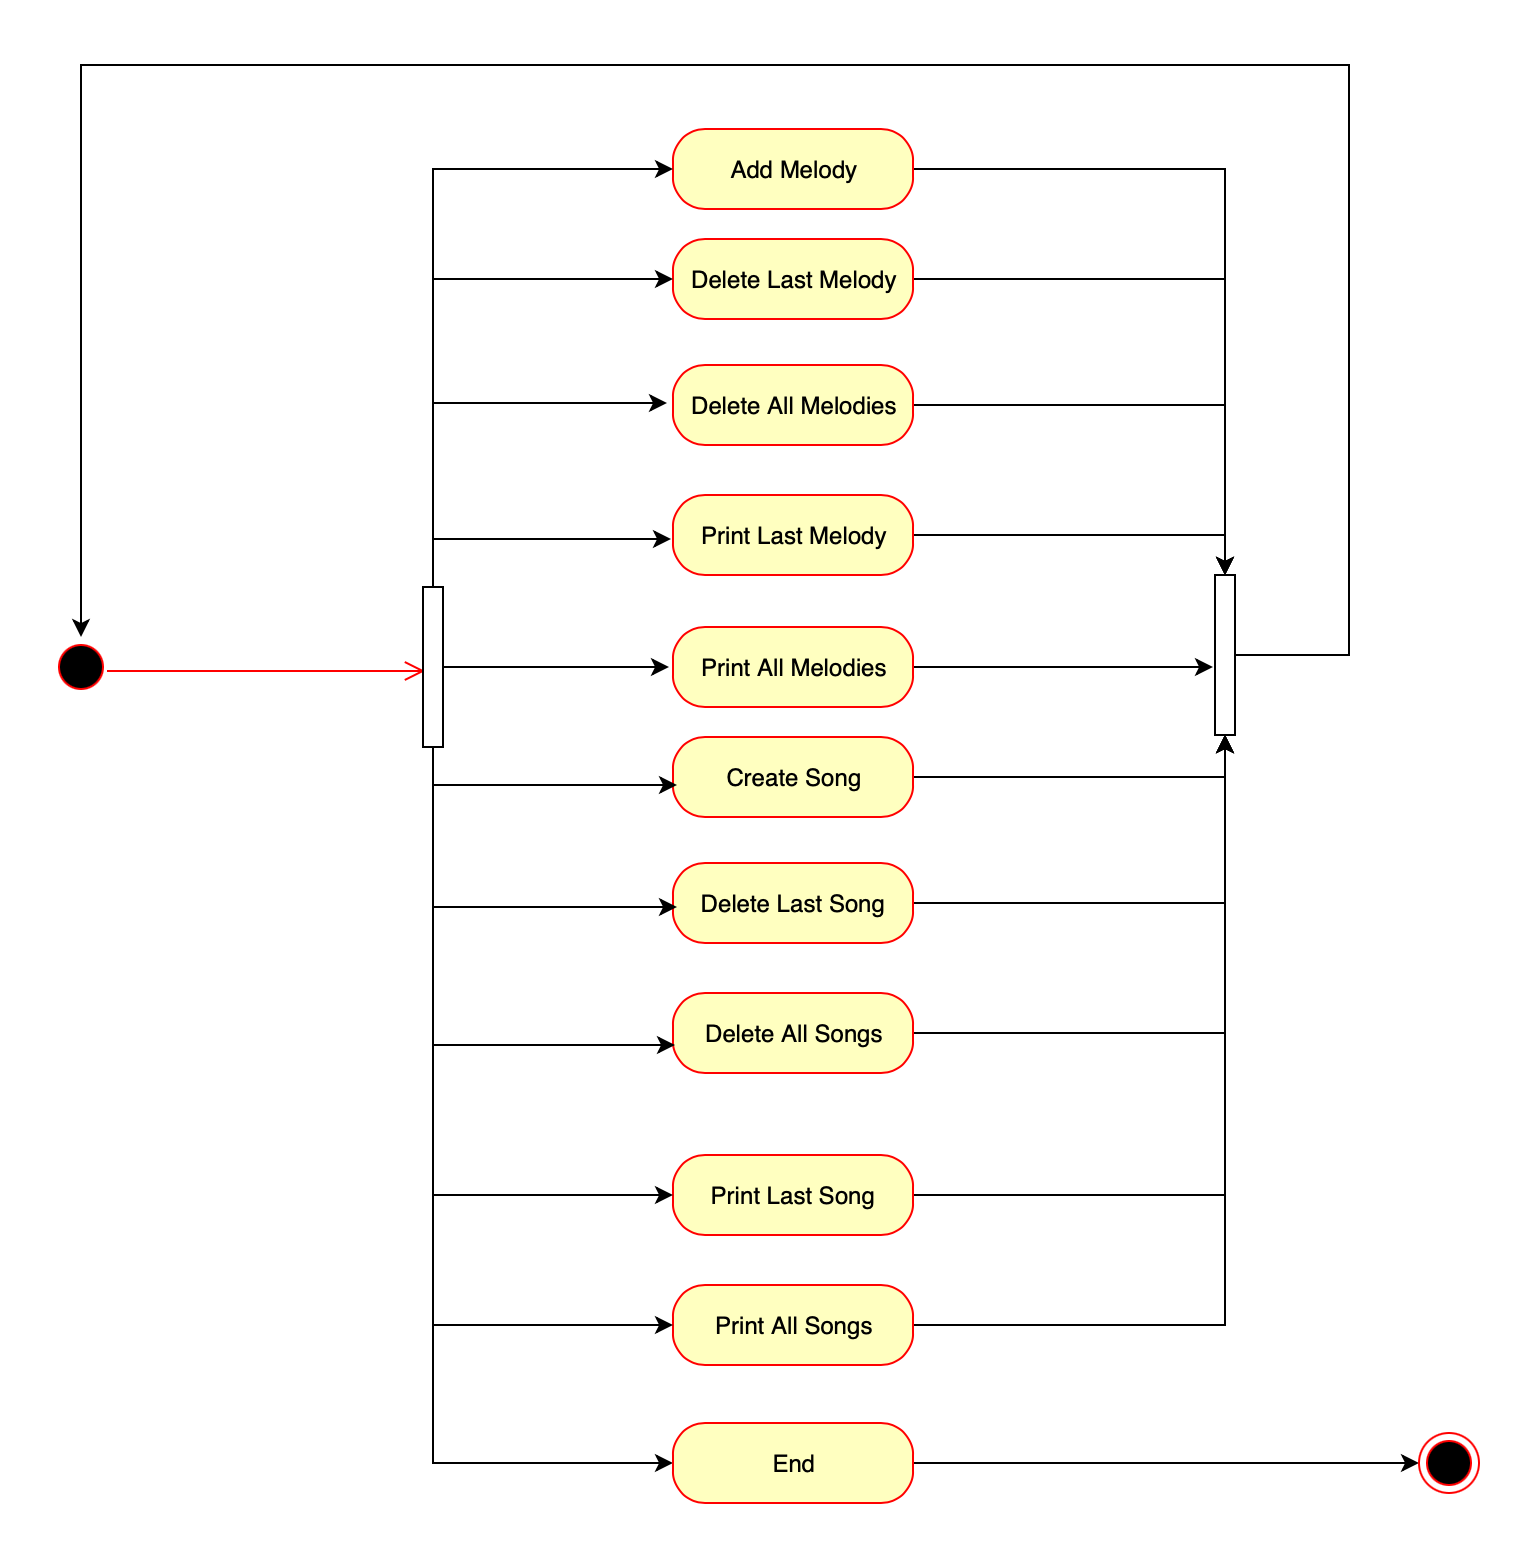 Add Melody
Delete Last Melody
Delete All Melodies
Print Last Melody
Print All Melodies
Create Song
Delete Last Song
Delete All Songs
Print Last Song
Print All Songs
End